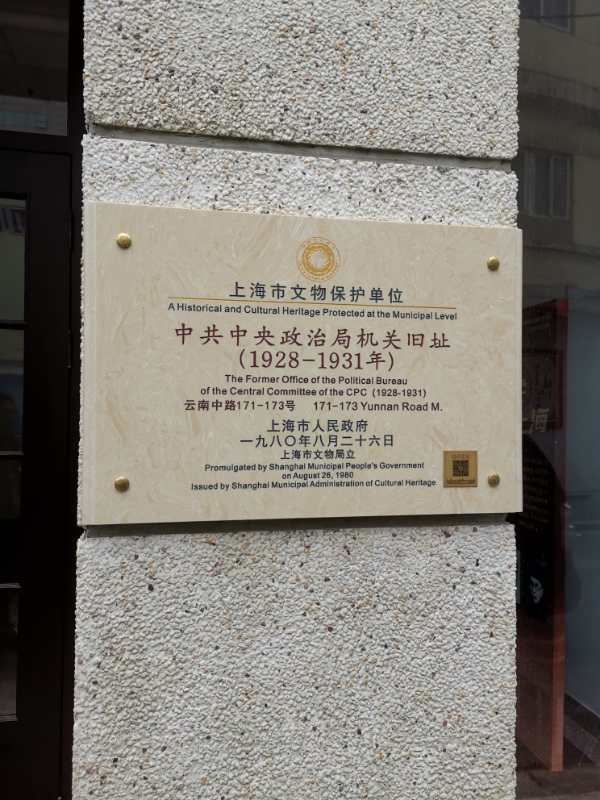 上海市文物保护单位
A Historical and Cultural Heritage Protected at the Municipal Level
中共中央政治局机关旧址
(1928-1931年)
The Former Office of the Political Bureau
of the Central Committee of the CPC (1928-1931)
云南中路171-173号 171-173 Yunnan Road M.
上海市人民政府
一九八〇年八月二十六日
上海市文物局立
Promulgated by Shanghai Municipal People's Government
on August 26, 1980
Issued by Shanghai Municipal Administration of Cultural Heritage